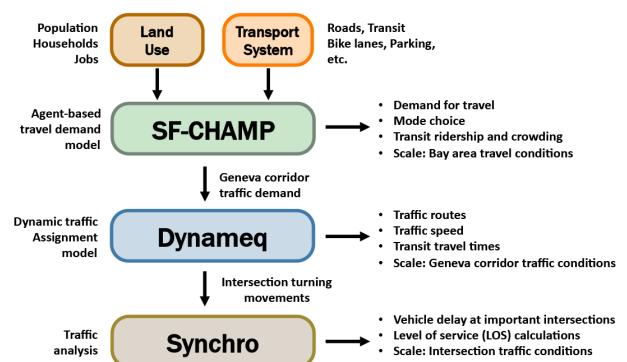 Population
Households
Jobs
Land
Use
Transport
System
Roads, Transit
Bike lanes, Parking,
etc.
Agent-based
travel demand
model
SF-CHAMP
• Demand for travel
• Mode choice
• Transit ridership and crowding
• Scale: Bay area travel conditions
Geneva corridor
traffic demand
Dynamic traffic
Assignment
model
Dynameq
• Traffic routes
• Traffic speed
• Transit travel times
• Scale: Geneva corridor traffic conditions
Intersection turning
movements
Traffic
analysis
Synchro
• Vehicle delay at important intersections
• Level of service (LOS) calculations
• Scale: Intersection traffic conditions